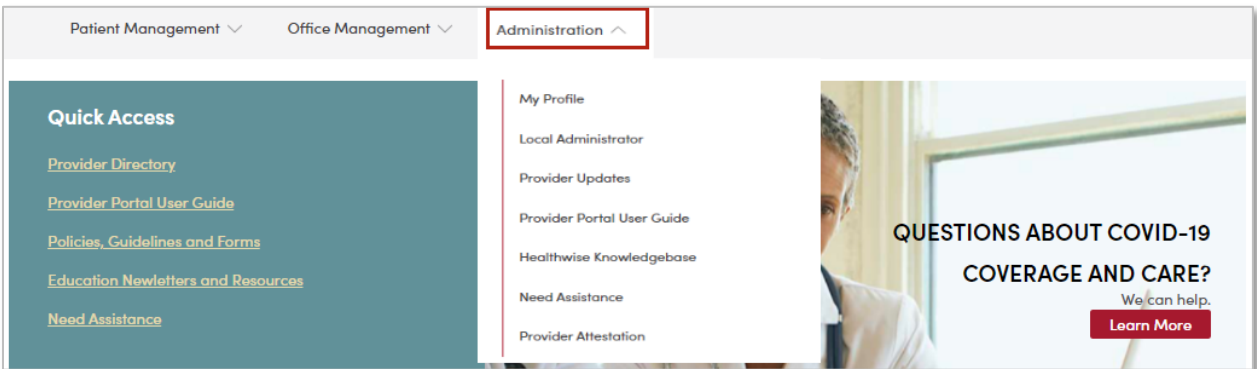 Patient Management
Office Management
Administration
Quick Access
Provider Directory
Provider Portal User Guide
Policies, Guidelines and Forms
Education Newletters and Resources
Need Assistance
My Profile
Local Administrator
Provider Updates
Provider Portal User Guide
Healthwise Knowledgebase
Need Assistance
Provider Attestation
QUESTIONS ABOUT COVID-19
COVERAGE AND CARE?
We can help.
Learn More